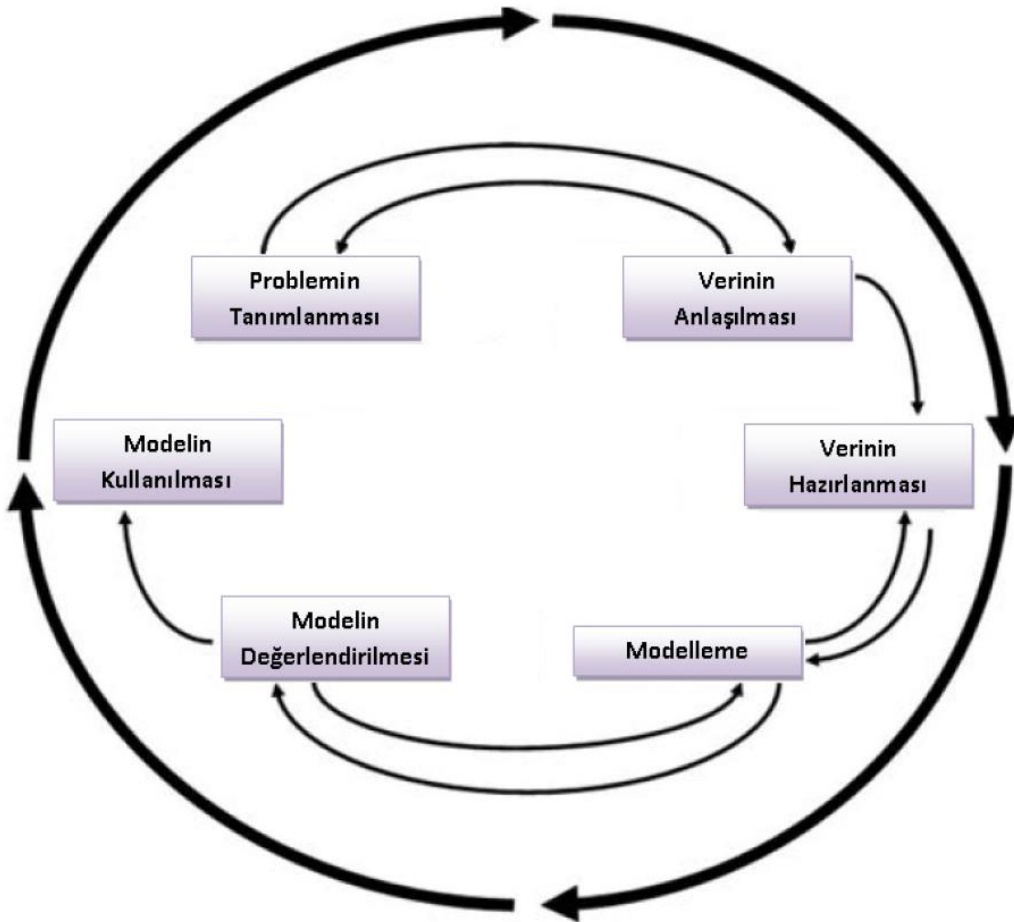 Problemin
Tanımlanması
Verinin
Anlaşılması
Verinin
Hazırlanması
Modelleme
Modelin
Değerlendirilmesi
Modelin
Kullanılması